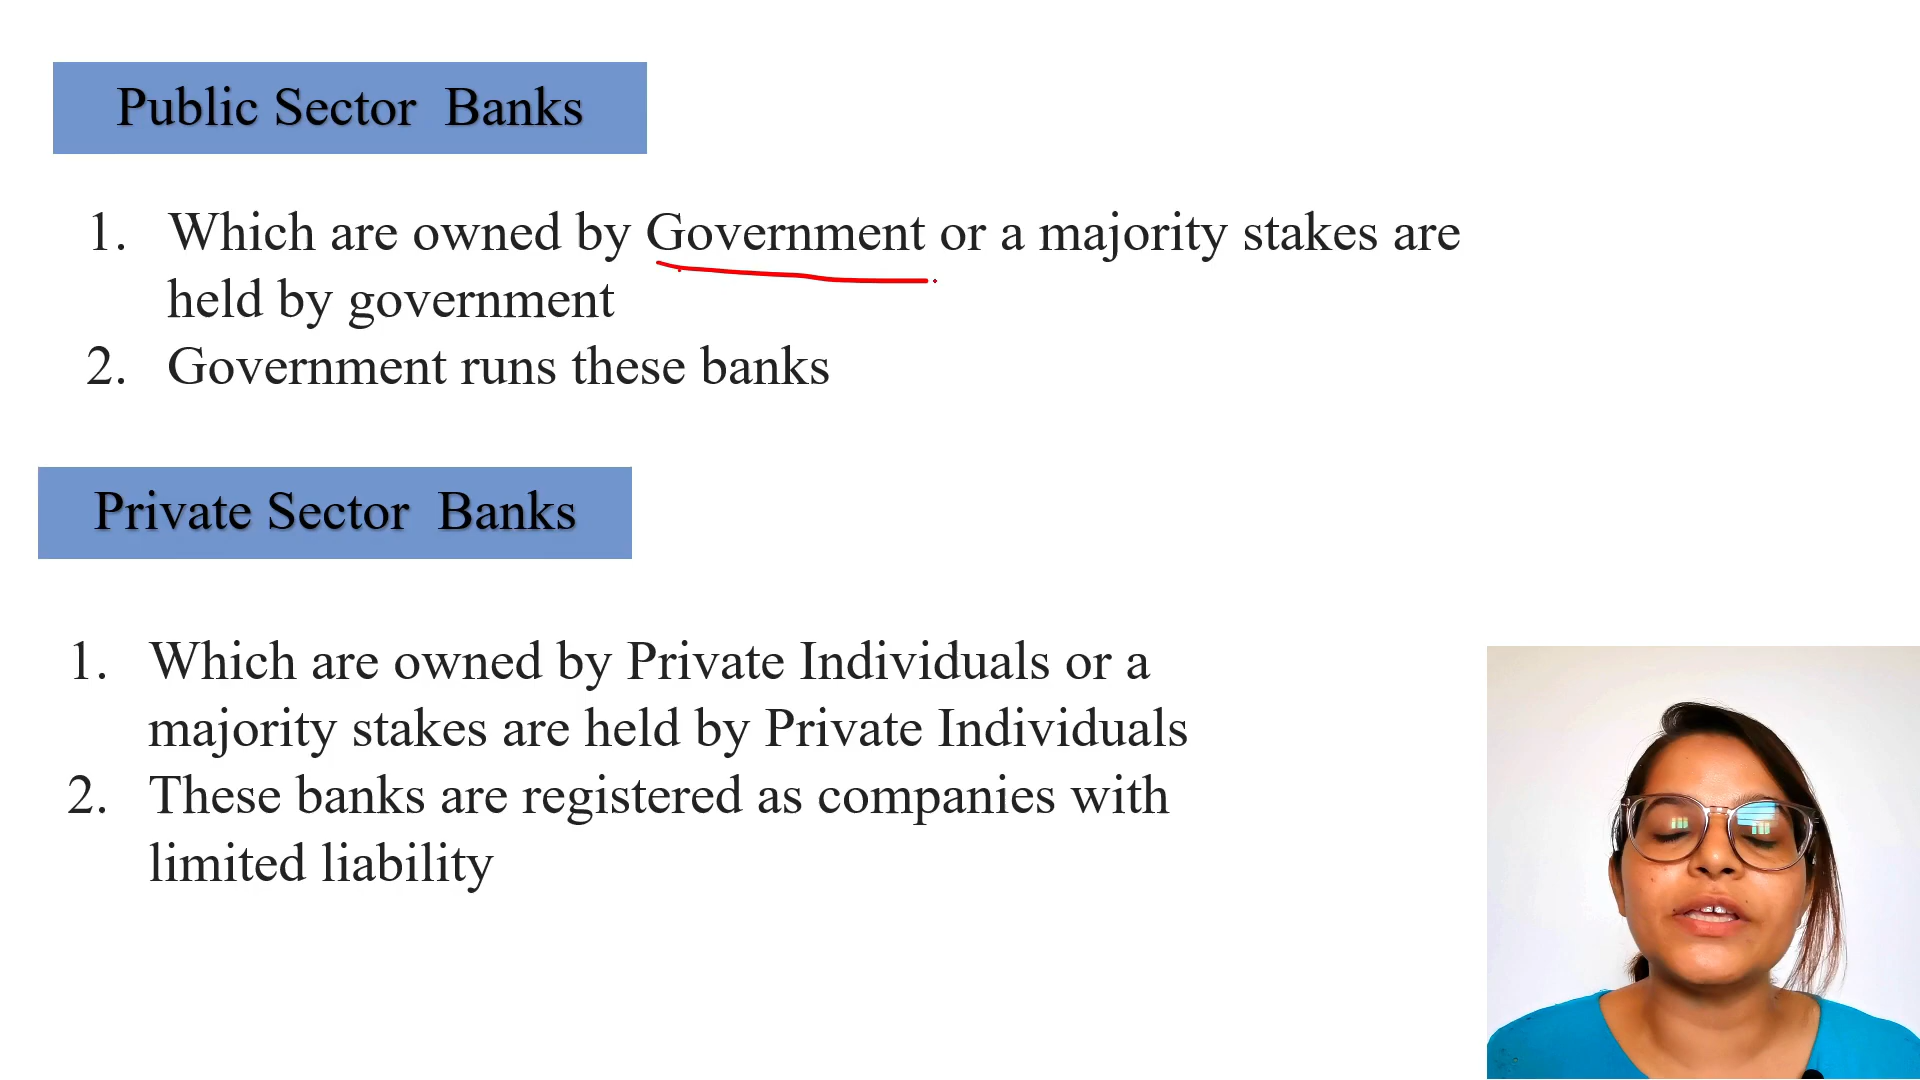 Public Sector Banks
1. Which are owned by Government or a majority stakes are
held by government
2. Government runs these banks
Private Sector Banks
1. Which are owned by Private Individuals or a
majority stakes are held by Private Individuals
2. These banks are registered as companies with
limited liability